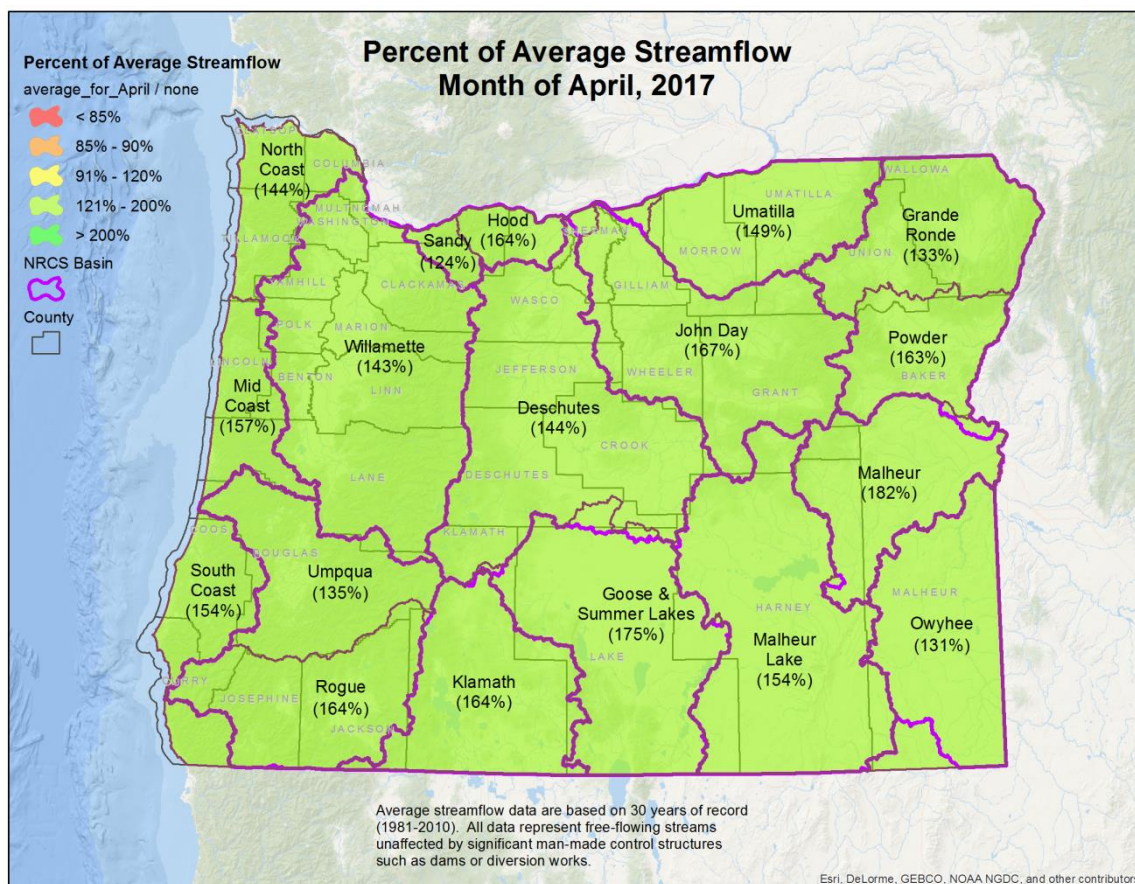 Percent of Average Streamflow
Month of April, 2017
Percent of Average Streamflow
average_for_April / none
< 85%
85% - 90%
91% - 120%
121% - 200%
> 200%
NRCS Basin
County
CLATSOP
North
Coast
(144%)
COLUMBIA
MULTNOMAH
WASHINGTON
TILLAMOOK
YAMHILL
Sandy
(124%)
Hood
(164%)
SHERMAN
Umatilla
(149%)
UMATILLA
MORROW
WALLOWA
Grande
Ronde
(133%)
UNION
CLACKAMAS
WASCO
GILLIAM
POLK
MARION
Willamette
(143%)
John Day
(167%)
Powder
(163%)
BAKER
LINCOLN
BENTON
LINN
JEFFERSON
WHEELER
GRANT
Mid
Coast
(157%)
Deschutes
(144%)
CROOK
LANE
DESCHUTES
Malheur
(182%)
COOS
DOUGLAS
KLAMATH
South
Coast
(154%)
Umpqua
(135%)
Goose &
Summer Lakes
(175%)
LAKE
HARNEY
Malheur
Lake
(154%)
MALHEUR
Owyhee
(131%)
CURRY
JOSEPHINE
Rogue
(164%)
JACKSON
Klamath
(164%)
Average streamflow data are based on 30 years of record
(1981-2010).  All data represent free-flowing streams
unaffected by significant man-made control structures
such as dams or diversion works.
Esri, DeLorme, GEBCO, NOAA NGDC, and other contributors